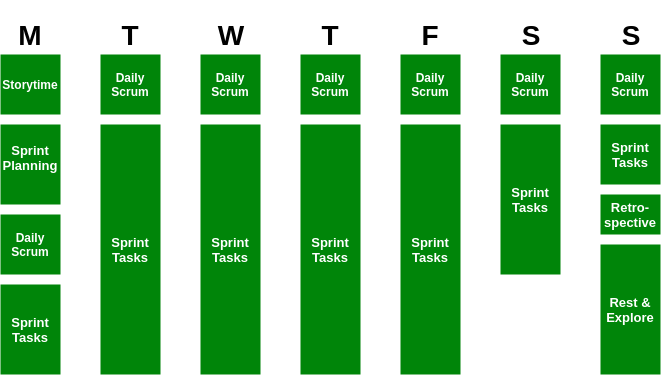 M T W T F S S
Storytime
Daily
Scrum
Daily
Scrum
Daily
Scrum
Daily
Scrum
Daily
Scrum
Daily
Scrum
Sprint
Planning
Daily
Scrum
Sprint
Tasks
Sprint
Tasks
Sprint
Tasks
Sprint
Tasks
Sprint
Tasks
Sprint
Tasks
Sprint
Tasks
Retro-
spective
Rest &
Explore